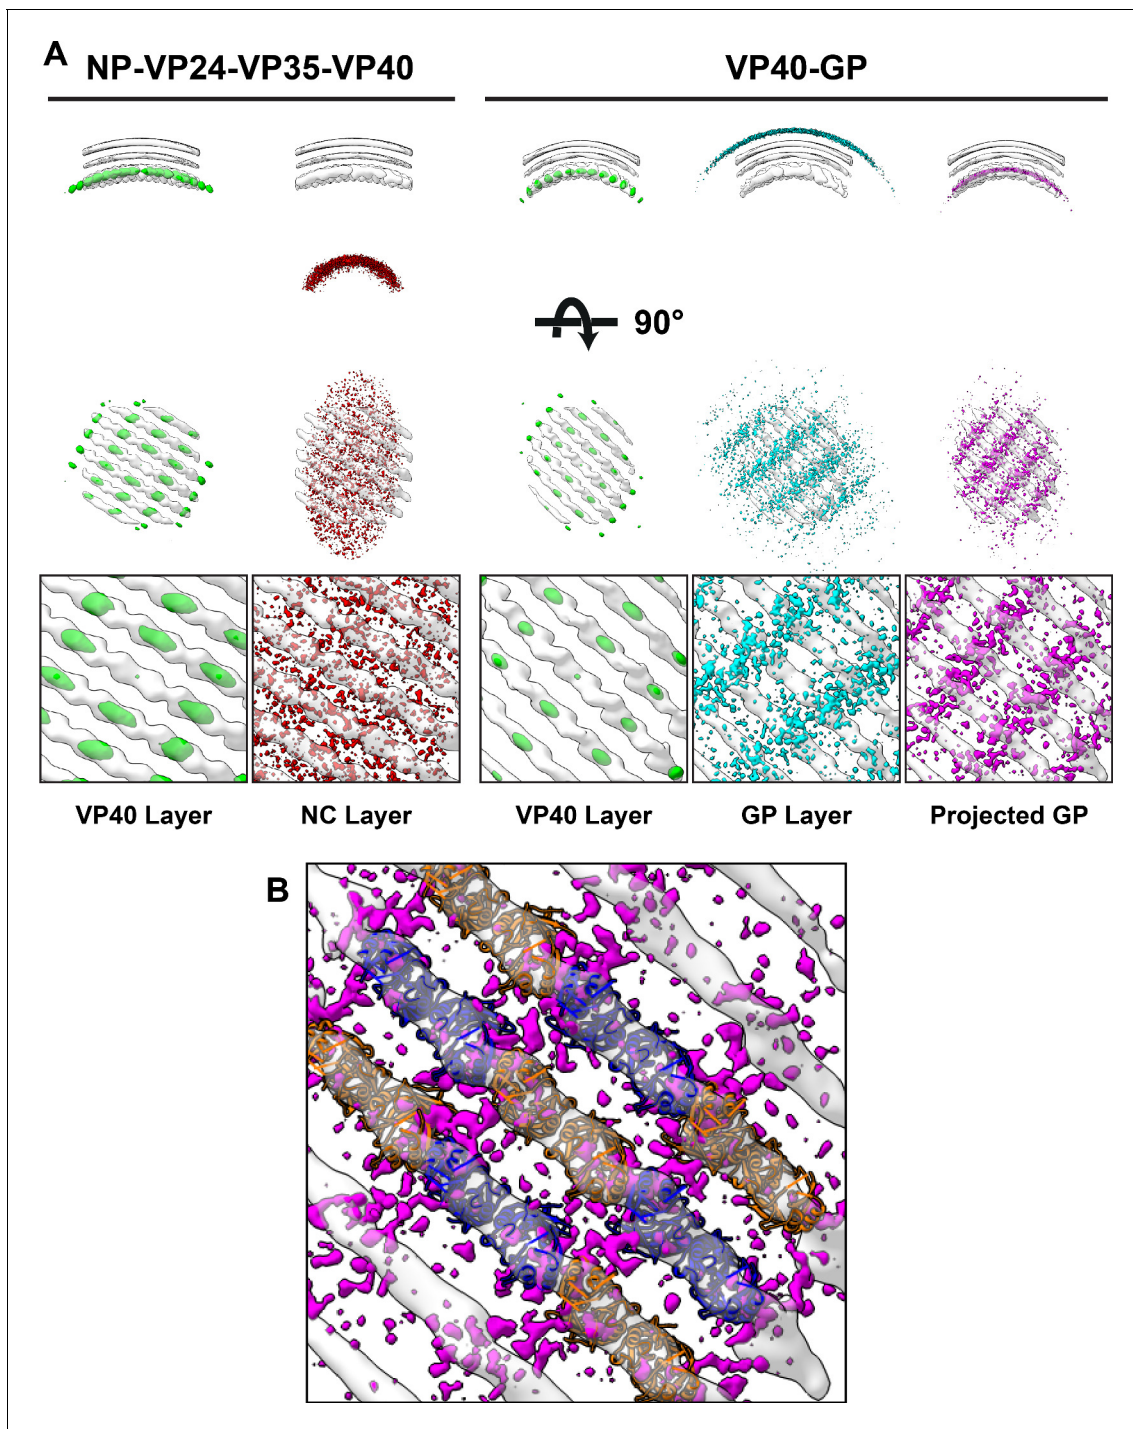 A
NP-VP24-VP35-VP40
VP40-GP
90°
VP40 Layer
NC Layer
VP40 Layer
GP Layer
Projected GP
B